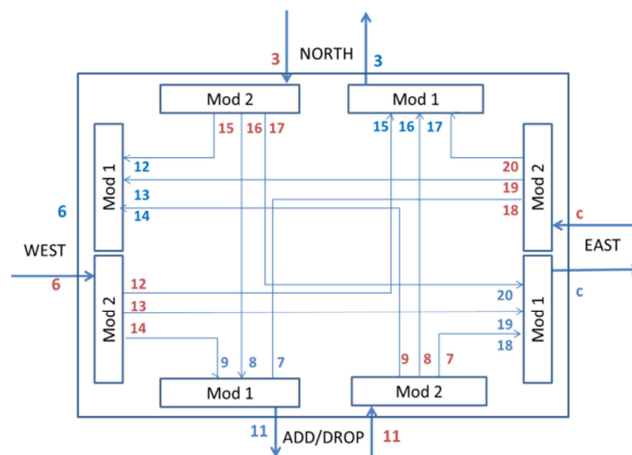 3 NORTH 3
Mod 2 Mod 1
15 16 17 15 16 17
Mod 1 12 20 Mod 2
13 19
14 18
6 c
WEST EAST
6 c
Mod 2 12 20 Mod 1
13 19
14 18
9 8 7 9 8 7
Mod 1 Mod 2
11 ADD/DROP 11